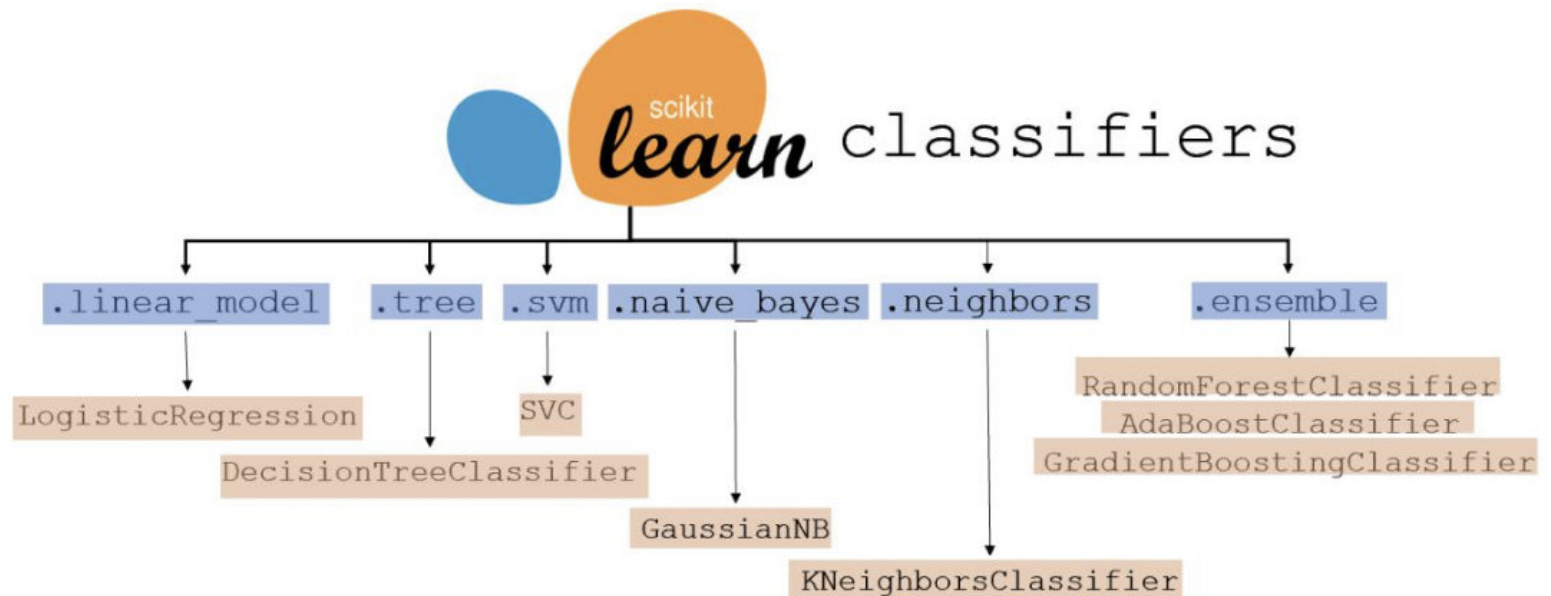 scikit
learn classifiers
.linear_model .tree .svm .naive_bayes .neighbors .ensemble
RandomForestClassifier
LogisticRegression SVC AdaBoostClassifier
DecisionTreeClassifier GradientBoostingClassifier
GaussianNB
KNeighborsClassifier